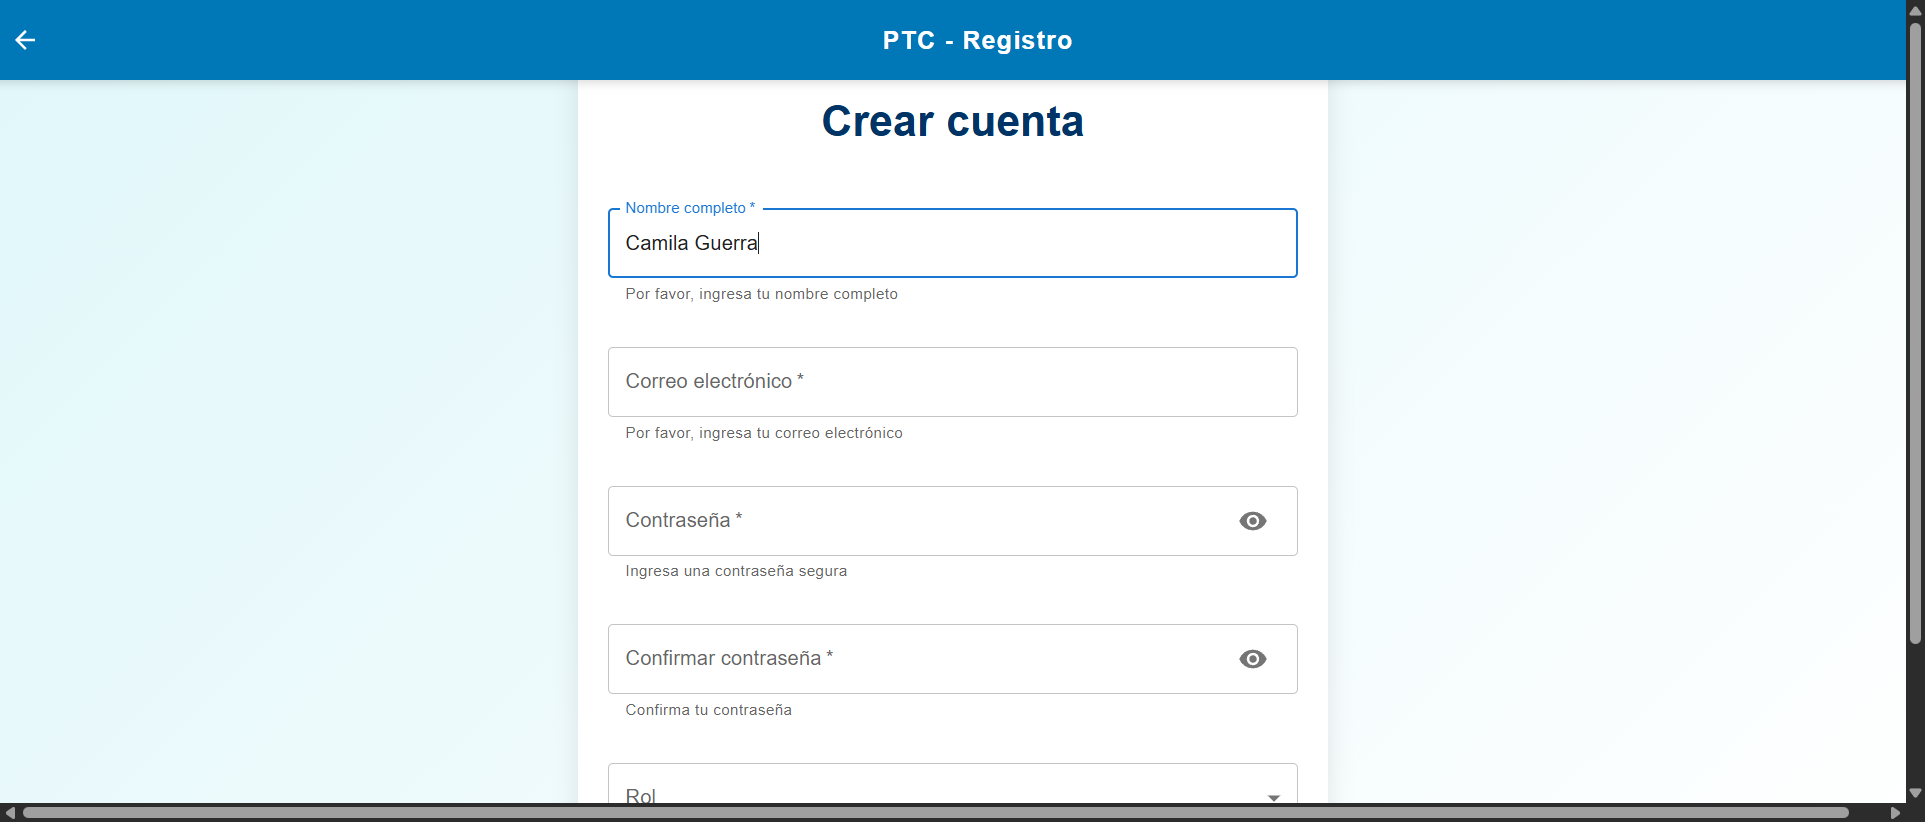 PTC - Registro
Crear cuenta
Nombre completo *
Camila Guerra
Por favor, ingresa tu nombre completo
Correo electrónico *
Por favor, ingresa tu correo electrónico
Contraseña *
Ingresa una contraseña segura
Confirmar contraseña *
Confirma tu contraseña
Rol